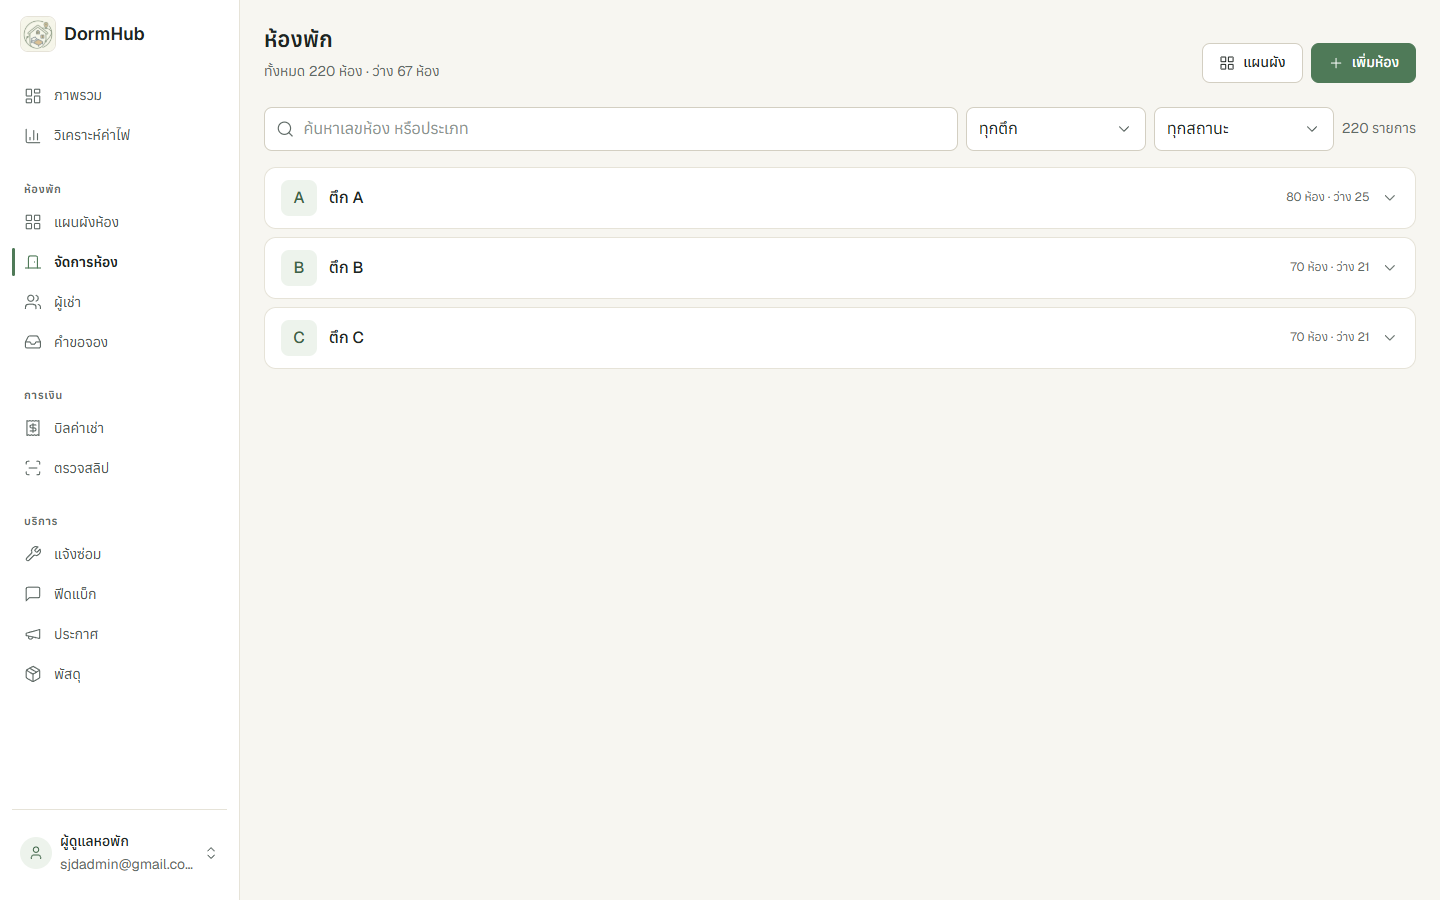 DormHub
ภาพรวม
วิเคราะห์ค่าไฟ
ห้องพัก
แผนผังห้อง
จัดการห้อง
ผู้เช่า
คำขอจอง
การเงิน
บิลค่าเช่า
ตรวจสลิป
บริการ
แจ้งซ่อม
ฟีดแบ็ก
ประกาศ
พัสดุ
ผู้ดูแลหอพัก
sjdadmin@gmail.co...
ห้องพัก
ทั้งหมด 220 ห้อง · ว่าง 67 ห้อง
แผนผัง
เพิ่มห้อง
ค้นหาเลขห้อง หรือประเภท
ทุกตึก
ทุกสถานะ
220 รายการ
A ตึก A 80 ห้อง · ว่าง 25
B ตึก B 70 ห้อง · ว่าง 21
C ตึก C 70 ห้อง · ว่าง 21